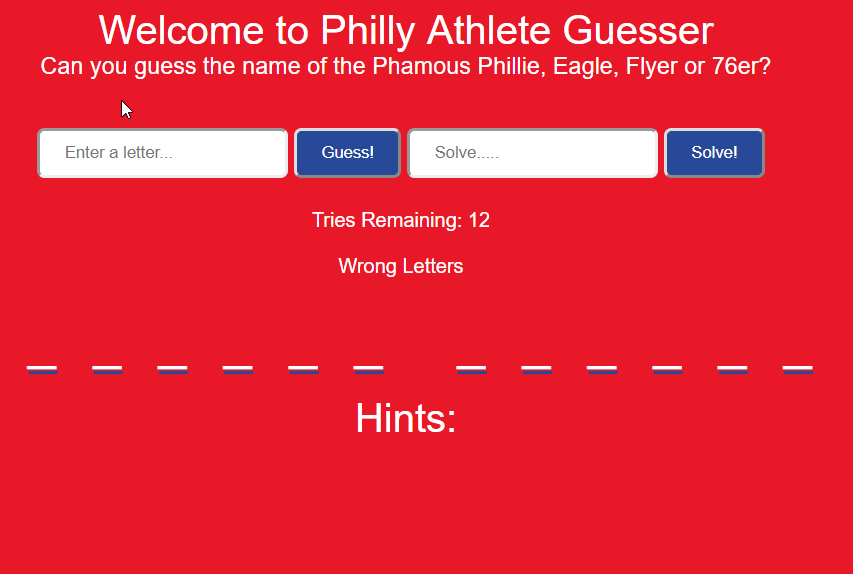 Welcome to Philly Athlete Guesser
Can you guess the name of the Phamous Phillie, Eagle, Flyer or 76er?
Enter a letter... Guess! Solve..... Solve!
Tries Remaining: 12
Wrong Letters
_ _ _ _ _ _  _ _ _ _ _ _
Hints: